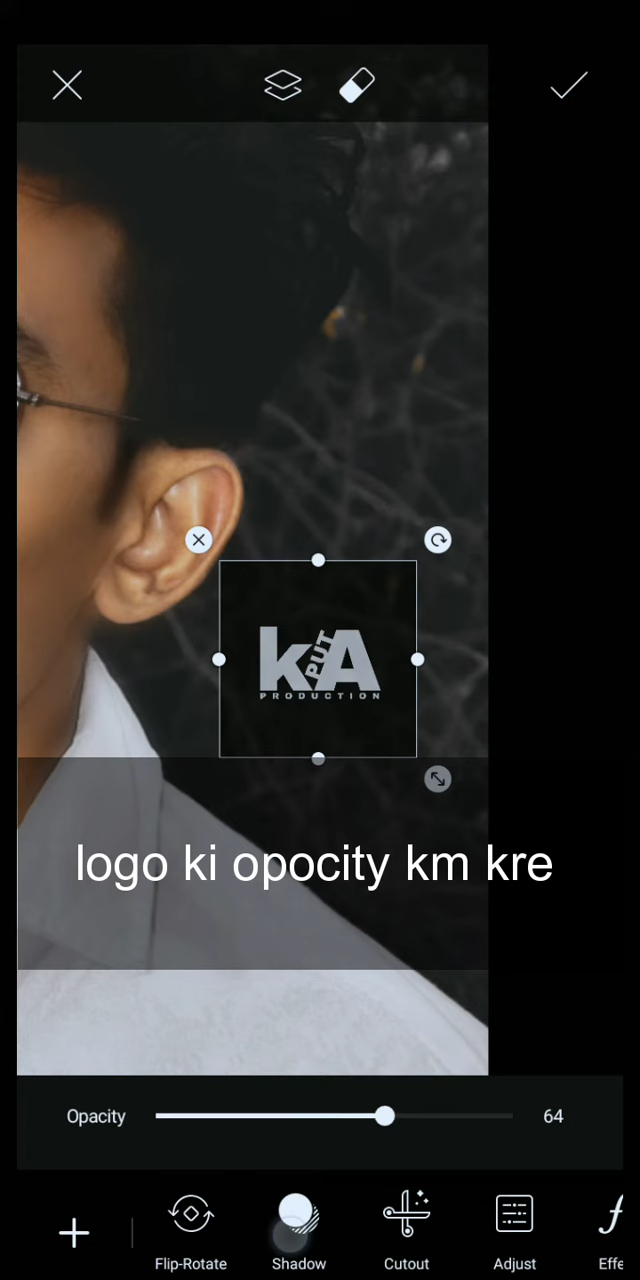 kA
PUT
PRODUCTION
logo ki opocity km kre
Opacity 64
Flip-Rotate Shadow Cutout Adjust Effe